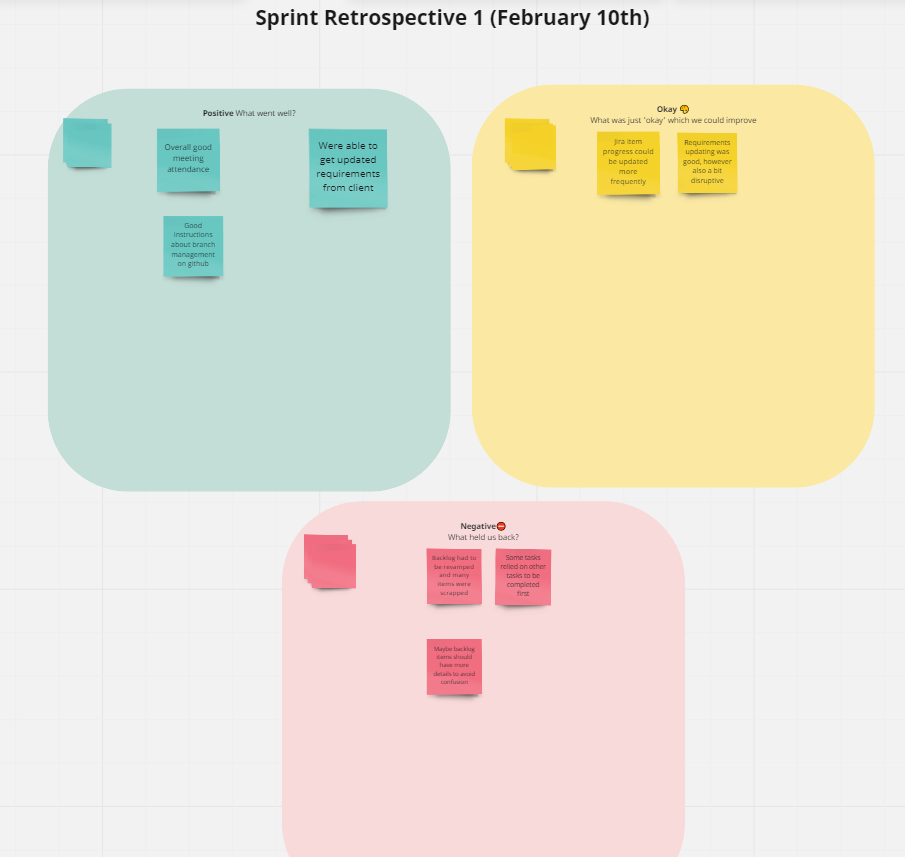 Sprint Retrospective 1 (February 10th)
Positive What went well?
Overall good
meeting
attendance
Were able to
get updated
requirements
from client
Good
instructions
about branch
management
on github
Okay
What was just 'okay' which we could improve
Jira item
progress could
be updated
more
frequently
Requirements
updating was
good, however
also a bit
disruptive
Negative
What held us back?
Backlog had to
be revamped
and many
items were
scrapped
Some tasks
relied on other
tasks to be
completed
first
Maybe backlog
items should
have more
details to avoid
confusion